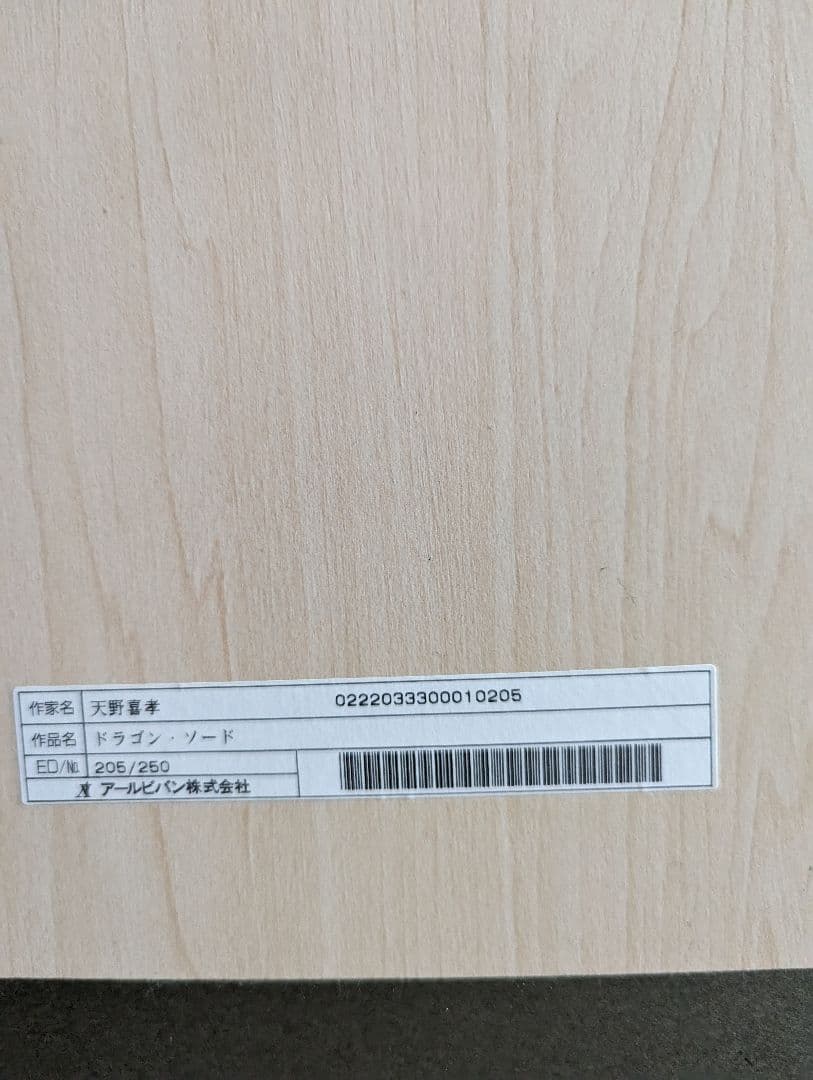 作家名 天野喜孝 0222033300010205
作品名 ドラゴン・ソード
ED/№ 205/250
アールビバン株式会社